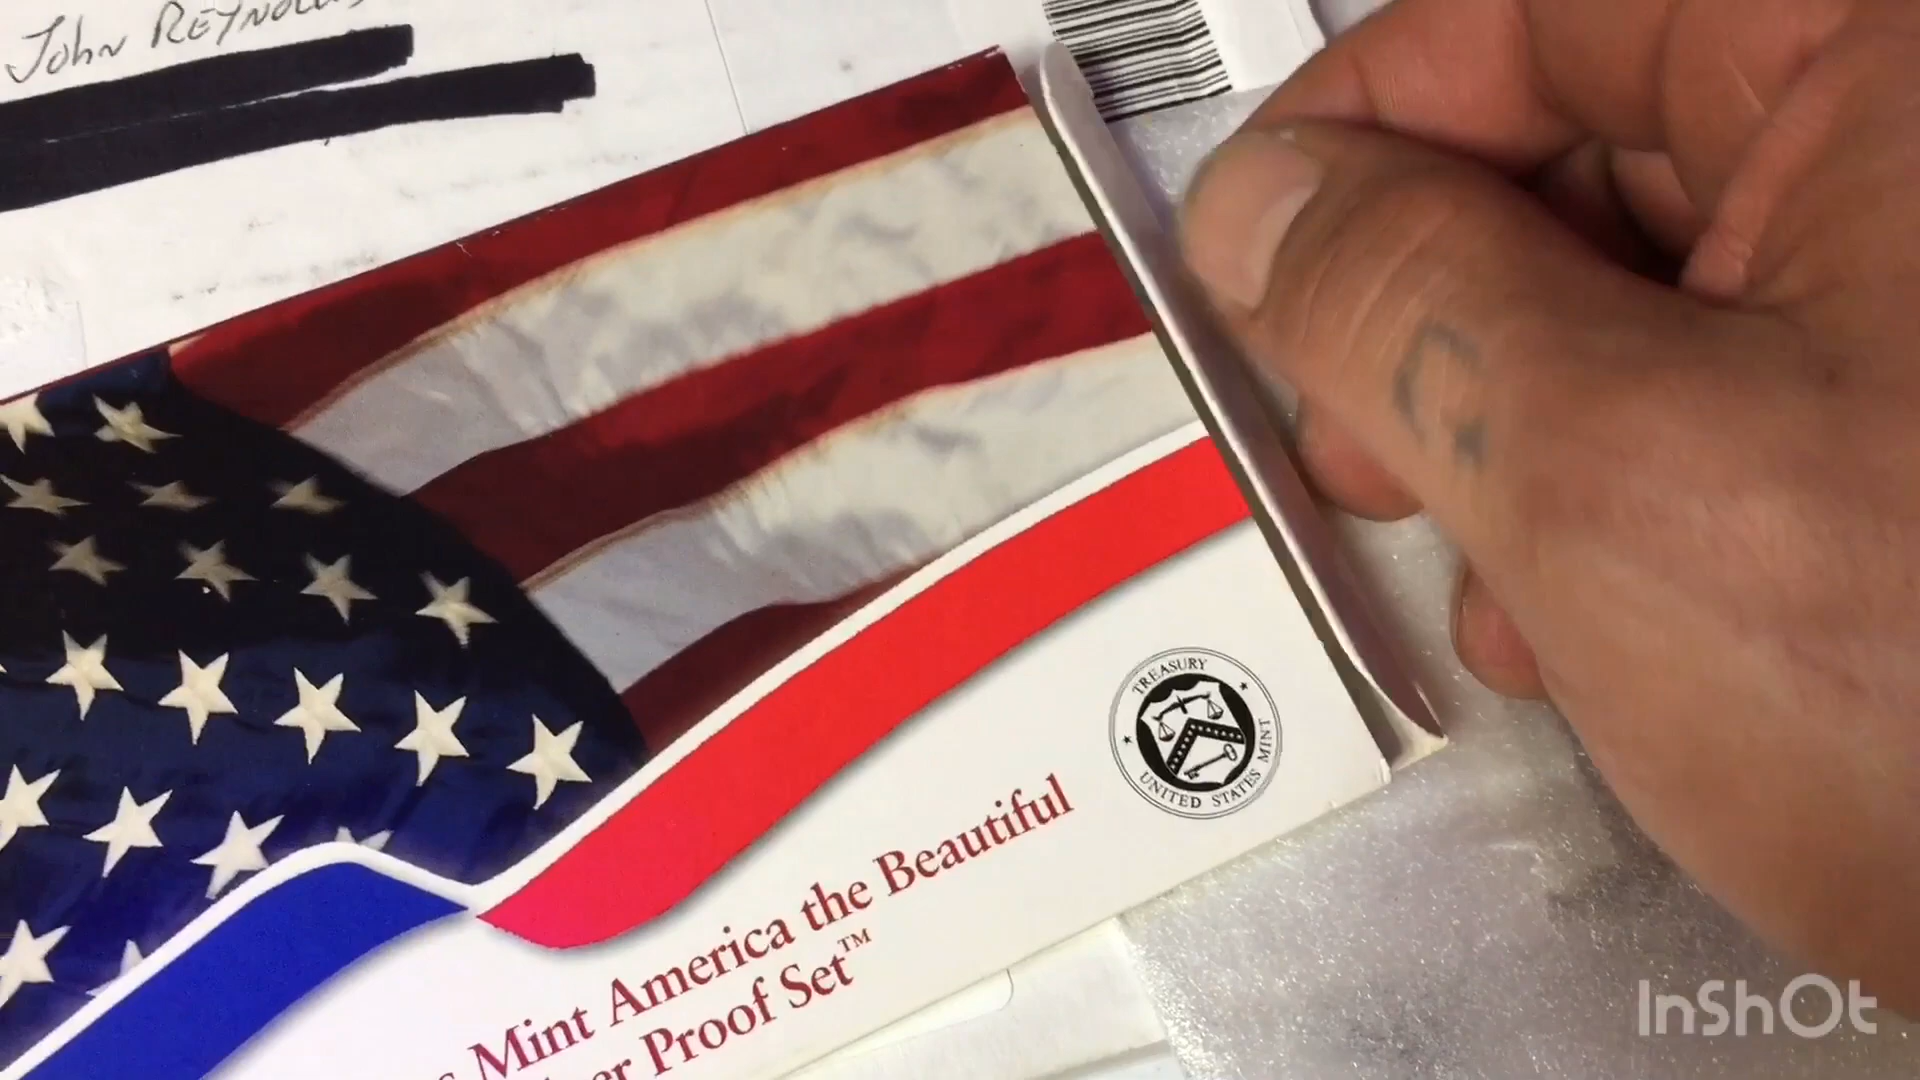 John REYNOLDS
Mint America the Beautiful
Proof Set™
TREASURY
UNITED STATES MINT
InShOt